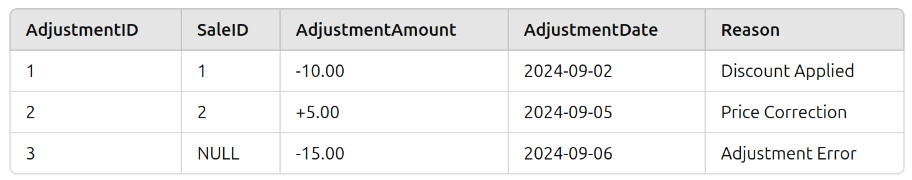 AdjustmentID SaleID AdjustmentAmount AdjustmentDate Reason
1 1 -10.00 2024-09-02 Discount Applied
2 2 +5.00 2024-09-05 Price Correction
3 NULL -15.00 2024-09-06 Adjustment Error